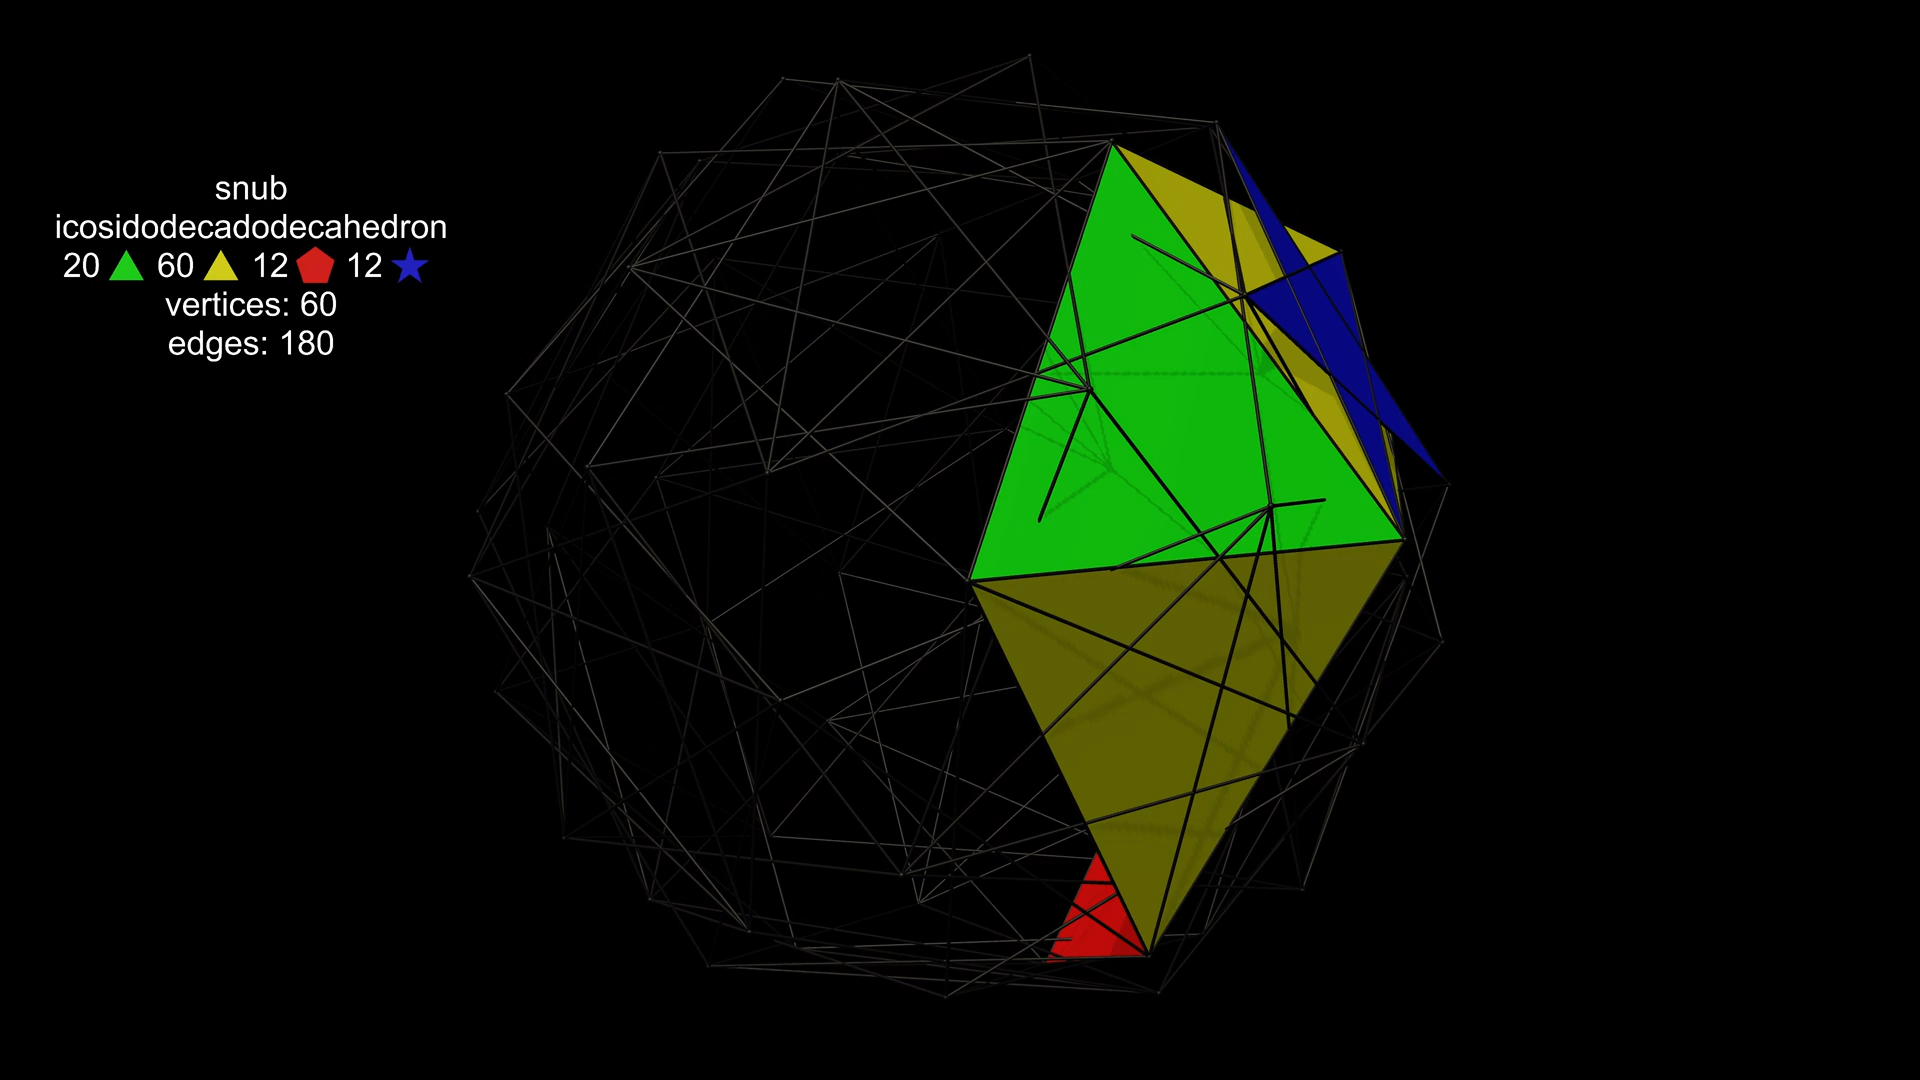 snub
icosidodecadodecahedron
20 60 12 12
vertices: 60
edges: 180